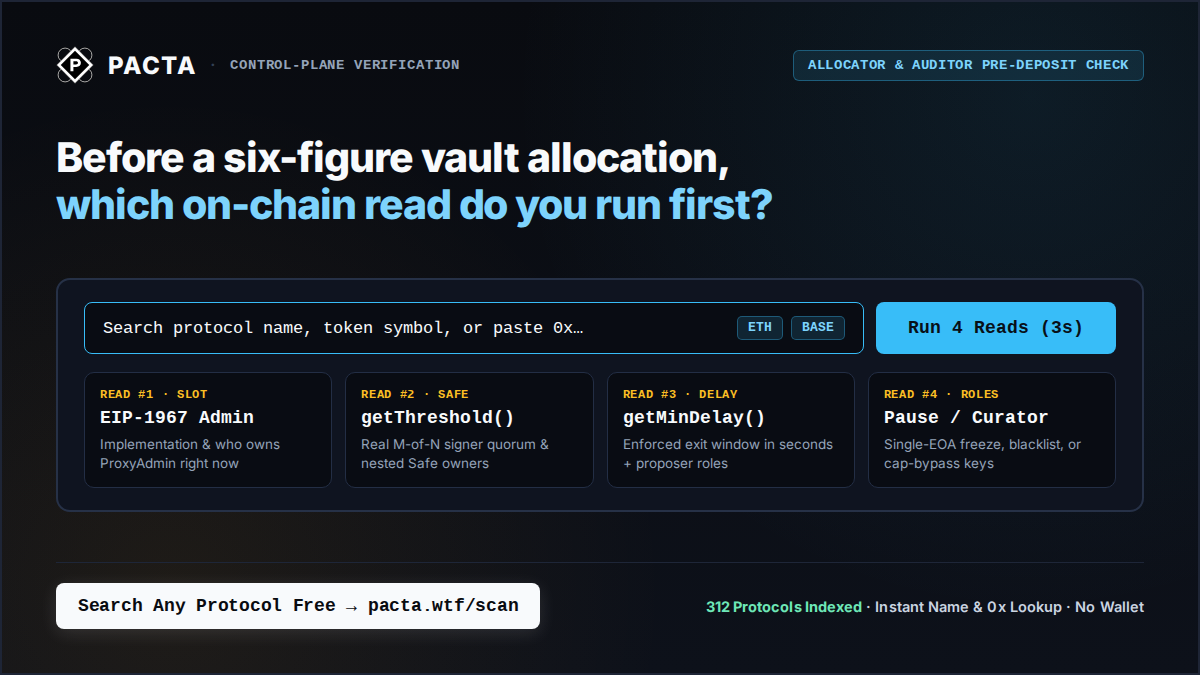 P PACTA · CONTROL-PLANE VERIFICATION
ALLOCATOR & AUDITOR PRE-DEPOSIT CHECK
Before a six-figure vault allocation,
which on-chain read do you run first?
Search protocol name, token symbol, or paste 0x…
ETH BASE
Run 4 Reads (3s)
READ #1 · SLOT
EIP-1967 Admin
Implementation & who owns
ProxyAdmin right now
READ #2 · SAFE
getThreshold()
Real M-of-N signer quorum &
nested Safe owners
READ #3 · DELAY
getMinDelay()
Enforced exit window in seconds
+ proposer roles
READ #4 · ROLES
Pause / Curator
Single-EOA freeze, blacklist, or
cap-bypass keys
Search Any Protocol Free → pacta.wtf/scan
312 Protocols Indexed · Instant Name & 0x Lookup · No Wallet